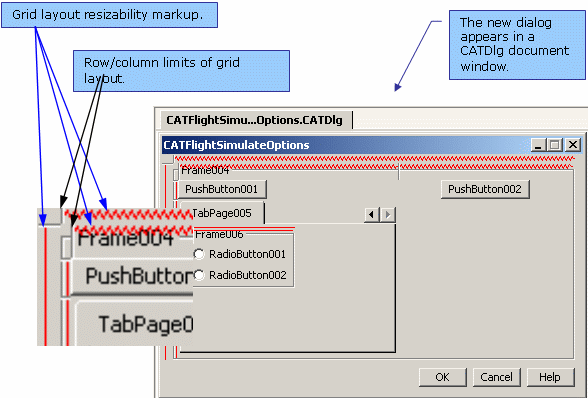 Grid layout resizability markup.
Row/column limits of grid
layout.
The new dialog
appears in a
CATDlg document
window.
CATFlightSimu...Options.CATDlg
CATFlightSimulateOptions
Frame004
PushButton001
PushButton002
TabPage005
Frame006
RadioButton001
RadioButton002
Frame004
PushButton
TabPage0
OK
Cancel
Help